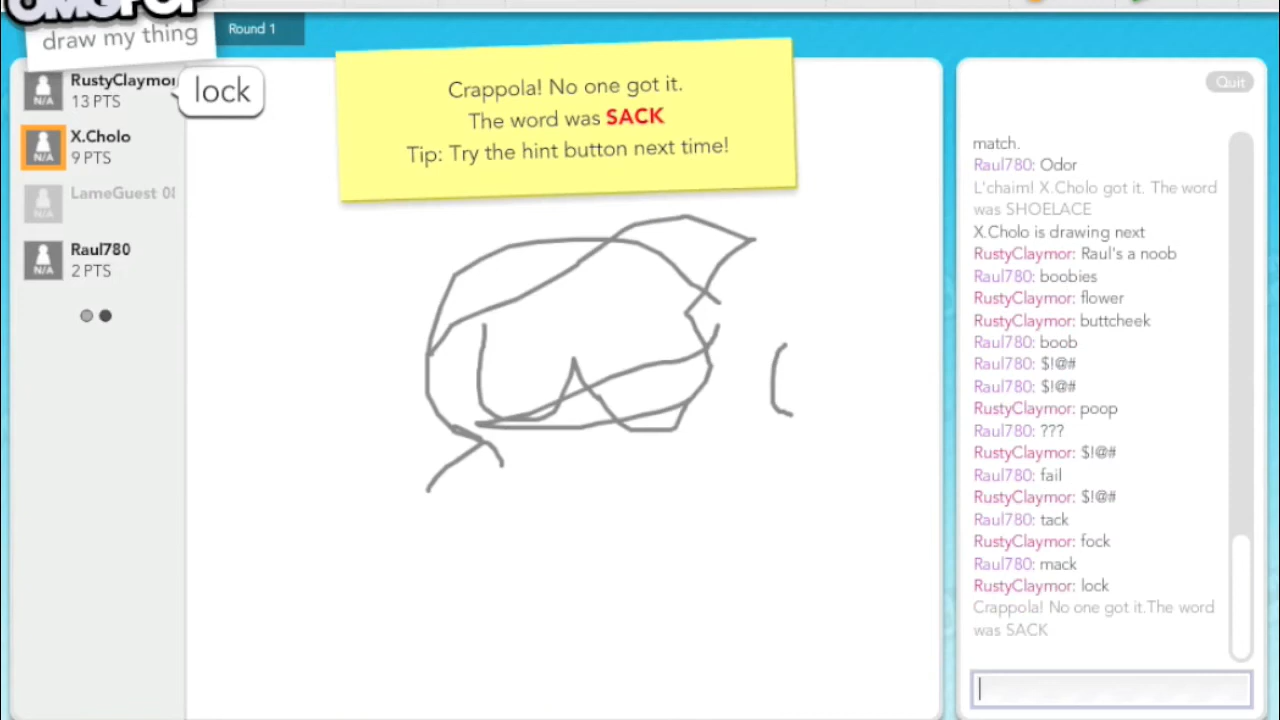 OMGPOP
draw my thing
Round 1
RustyClaymor
13 PTS
lock
X.Cholo
9 PTS
LameGuest 08
Raul780
2 PTS
N/A
N/A
N/A
N/A
Crappola! No one got it.
The word was SACK
Tip: Try the hint button next time!
Quit
match.
Raul780: Odor
L'chaim! X.Cholo got it. The word
was SHOELACE
X.Cholo is drawing next
RustyClaymor: Raul's a noob
Raul780: boobies
RustyClaymor: flower
RustyClaymor: buttcheek
Raul780: boob
Raul780: $!@#
Raul780: $!@#
RustyClaymor: poop
Raul780: ???
RustyClaymor: $!@#
Raul780: fail
RustyClaymor: $!@#
Raul780: tack
RustyClaymor: fock
Raul780: mack
RustyClaymor: lock
Crappola! No one got it.The word
was SACK